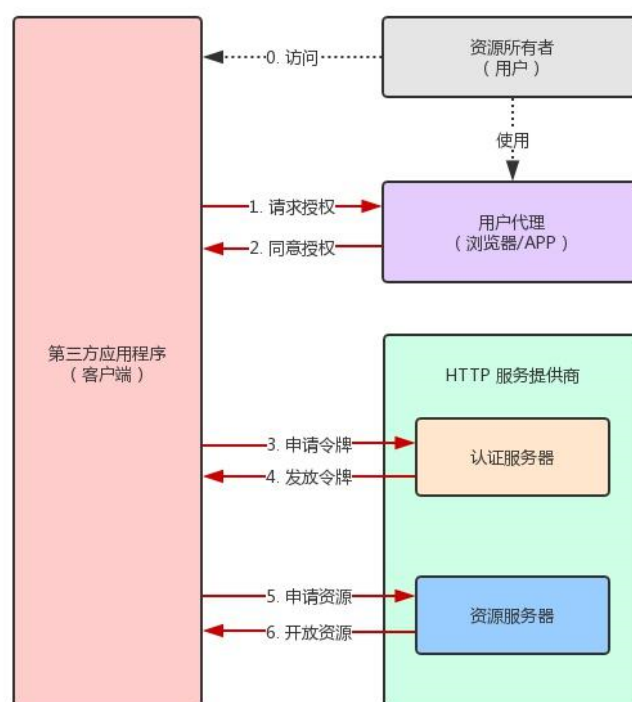 0. 访问
资源所有者
（用户）
使用
1. 请求授权
用户代理
（浏览器/APP）
2. 同意授权
第三方应用程序
（客户端）
HTTP 服务提供商
3. 申请令牌
认证服务器
4. 发放令牌
5. 申请资源
资源服务器
6. 开放资源